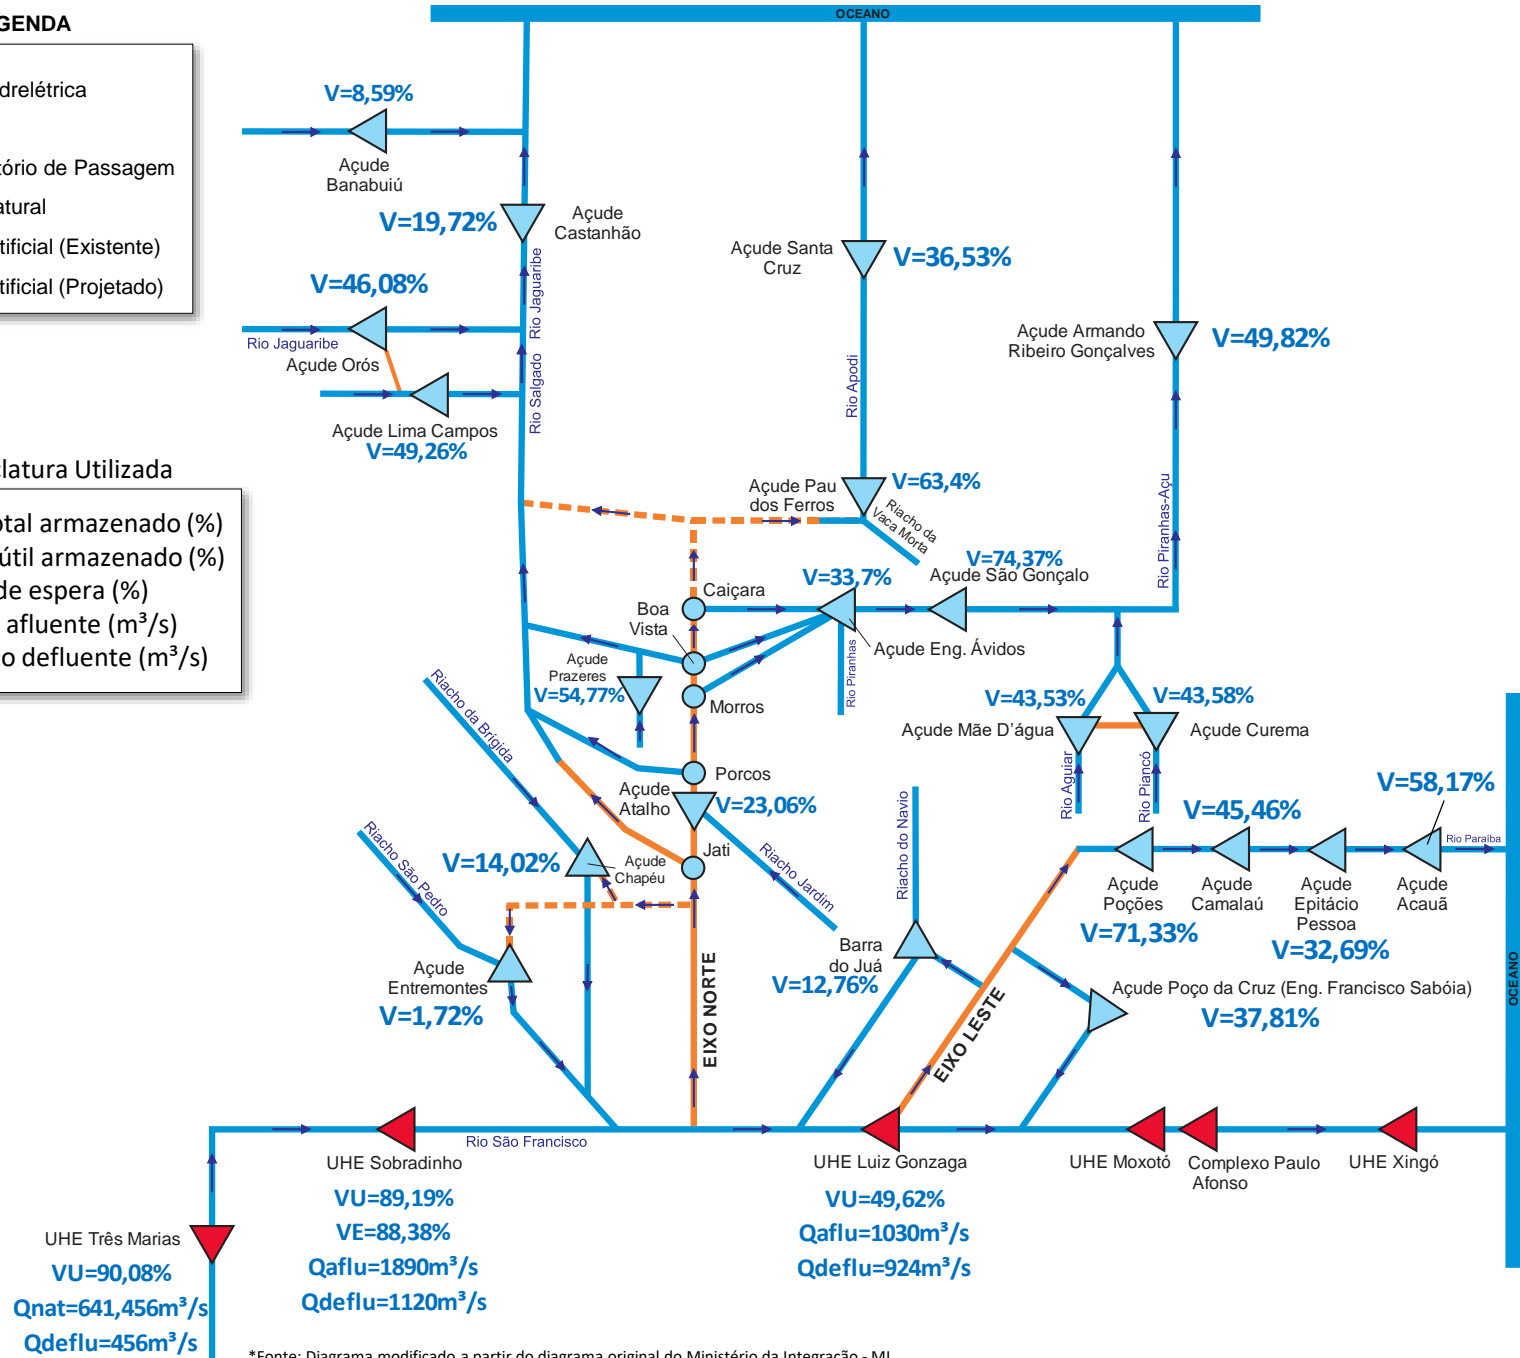 OCEANO
GENDA
drelétrica
tório de Passagem
atural
tificial (Existente)
tificial (Projetado)
V=8,59%
Açude
Banabuiú
V=19,72%
Açude
Castanhão
Rio Jaguaribe
V=46,08%
Rio Jaguaribe
Açude Orós
Rio Salgado
Açude Lima Campos
V=49,26%
Açude Santa
Cruz
V=36,53%
Rio Apodi
Açude Armando
Ribeiro Gonçalves
V=49,82%
Rio Piranhas-Açu
clatura Utilizada
otal armazenado (%)
útil armazenado (%)
de espera (%)
afluente (m³/s)
o defluente (m³/s)
Açude Pau
dos Ferros
V=63,4%
Riacho da
Vaca Morta
V=74,37%
Açude São Gonçalo
V=33,7%
Caiçara
Boa
Vista
Açude Eng. Ávidos
Rio Piranhas
Açude
Prazeres
V=54,77%
Morros
Riacho da Brígida
V=43,53%
V=43,58%
Açude Mãe D'água
Açude Curema
Rio Aguiar
Rio Piancó
Porcos
Açude
Atalho
V=23,06%
V=58,17%
V=45,46%
Rio Paraíba
Riacho São Pedro
V=14,02%
Açude
Chapéu
Jati
Riacho Jardim
Riacho do Navio
Açude
Poções
V=71,33%
Açude
Camalaú
Açude
Epitácio
Pessoa
V=32,69%
Açude
Acauã
Açude
Entremontes
V=1,72%
EIXO NORTE
Barra
do Juá
V=12,76%
EIXO LESTE
Açude Poço da Cruz (Eng. Francisco Sabóia)
V=37,81%
OCEANO
Rio São Francisco
UHE Sobradinho
VU=89,19%
VE=88,38%
Qaflu=1890m³/s
Qdeflu=1120m³/s
UHE Luiz Gonzaga
VU=49,62%
Qaflu=1030m³/s
Qdeflu=924m³/s
UHE Moxotó
Complexo Paulo
Afonso
UHE Xingó
UHE Três Marias
VU=90,08%
Qnat=641,456m³/s
Qdeflu=456m³/s
*Fonte: Diagrama modificado a partir do diagrama original do Ministério da Integração - MI